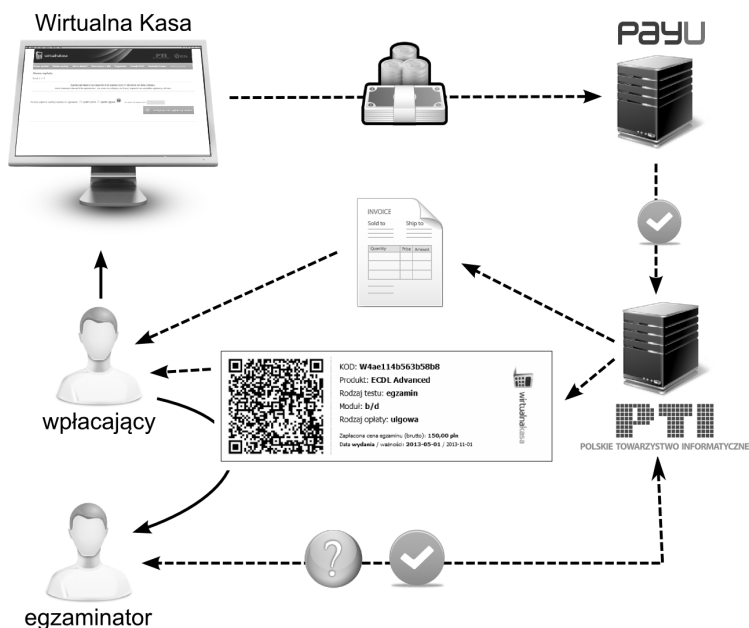 Wirtualna Kasa
PayU
wirtualnakasa
INVOICE
Sold to Ship to
Quantity Price Amount
KOD: W4ae114b563b58b8
Produkt: ECDL Advanced
Rodzaj testu: egzamin
Moduł: b/d
Rodzaj opłaty: ulgowa
Zapłacona cena egzaminu (brutto): 150,00 pln
Data wydania / ważności: 2013-05-01 / 2013-11-01
wirtualnakasa
wpłacający
PTI
POLSKIE TOWARZYSTWO INFORMATYCZNE
?
egzaminator